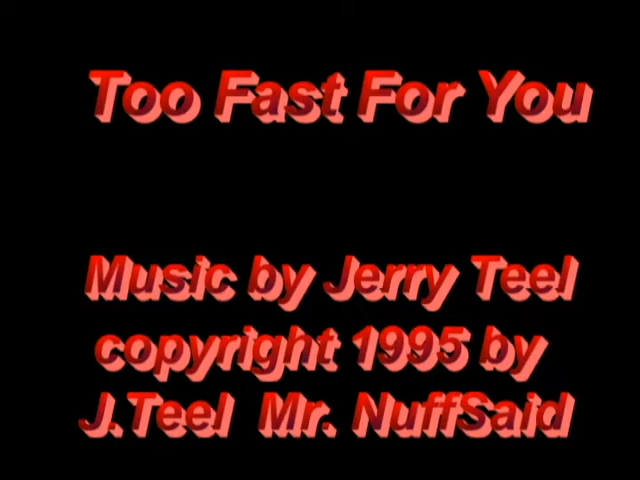 Too Fast For You
Music by Jerry Teel
copyright 1995 by
J.Teel Mr. NuffSaid